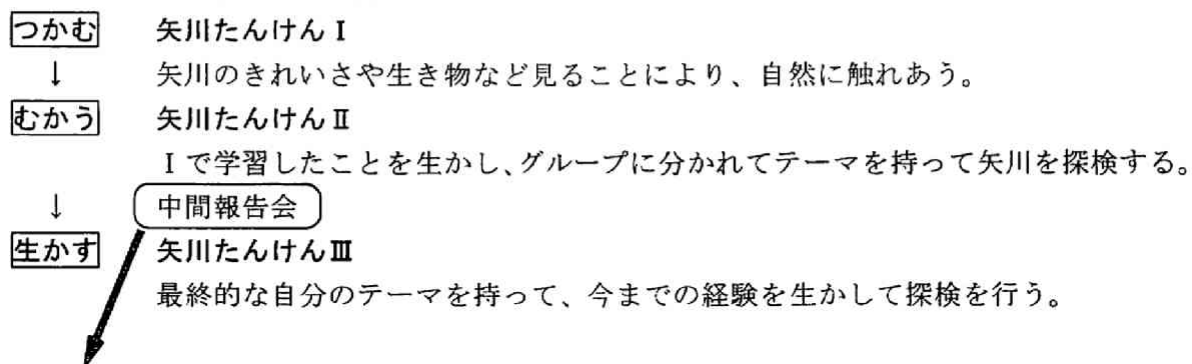 つかむ 矢川たんけんⅠ
↓ 矢川のきれいさや生き物など見ることにより、自然に触れあう。
むかう 矢川たんけんⅡ
Ⅰで学習したことを生かし、グループに分かれてテーマを持って矢川を探検する。
↓ 中間報告会
生かす 矢川たんけんⅢ
最終的な自分のテーマを持って、今までの経験を生かして探検を行う。